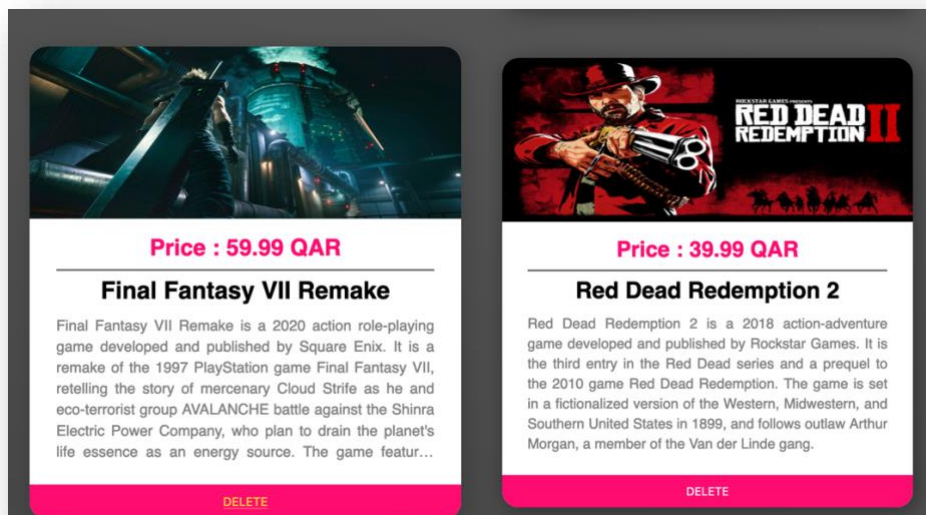 Price : 59.99 QAR
Final Fantasy VII Remake
Final Fantasy VII Remake is a 2020 action role-playing
game developed and published by Square Enix. It is a
remake of the 1997 PlayStation game Final Fantasy VII,
retelling the story of mercenary Cloud Strife as he and
eco-terrorist group AVALANCHE battle against the Shinra
Electric Power Company, who plan to drain the planet's
life essence as an energy source. The game featur...
DELETE
ROCKSTAR GAMES PRESENTS
RED DEAD
REDEMPTION II
Price : 39.99 QAR
Red Dead Redemption 2
Red Dead Redemption 2 is a 2018 action-adventure
game developed and published by Rockstar Games. It is
the third entry in the Red Dead series and a prequel to
the 2010 game Red Dead Redemption. The game is set
in a fictionalized version of the Western, Midwestern, and
Southern United States in 1899, and follows outlaw Arthur
Morgan, a member of the Van der Linde gang.
DELETE